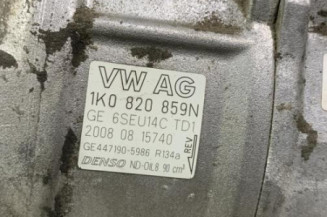 VW AG
1K0 820 859N
GE 6SEU14C TD1
2008 08 15740
GE447190-5986 R134a
DENSO ND-OIL8 90 cm³
REV